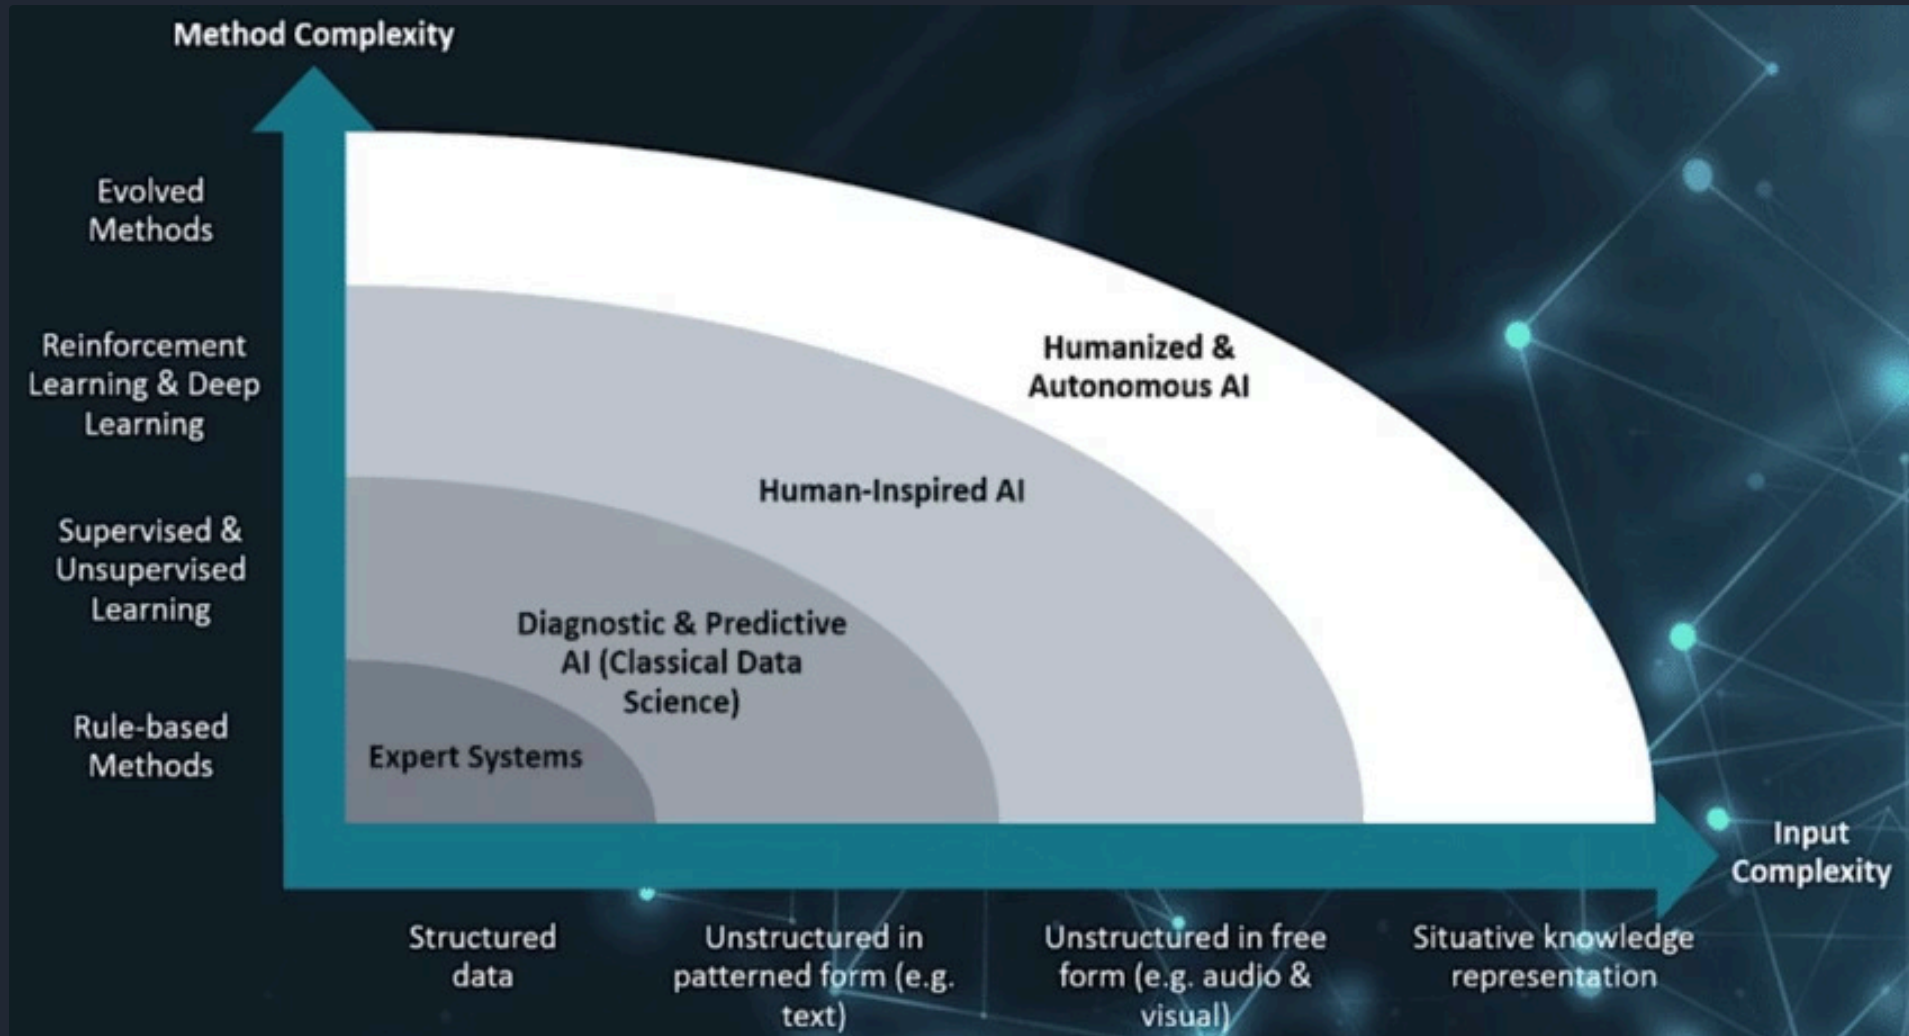 Method Complexity
Evolved
Methods
Reinforcement
Learning & Deep
Learning
Supervised &
Unsupervised
Learning
Rule-based
Methods
Humanized &
Autonomous AI
Human-Inspired AI
Diagnostic & Predictive
AI (Classical Data
Science)
Expert Systems
Input
Complexity
Structured
data
Unstructured in
patterned form (e.g.
text)
Unstructured in free
form (e.g. audio &
visual)
Situative knowledge
representation